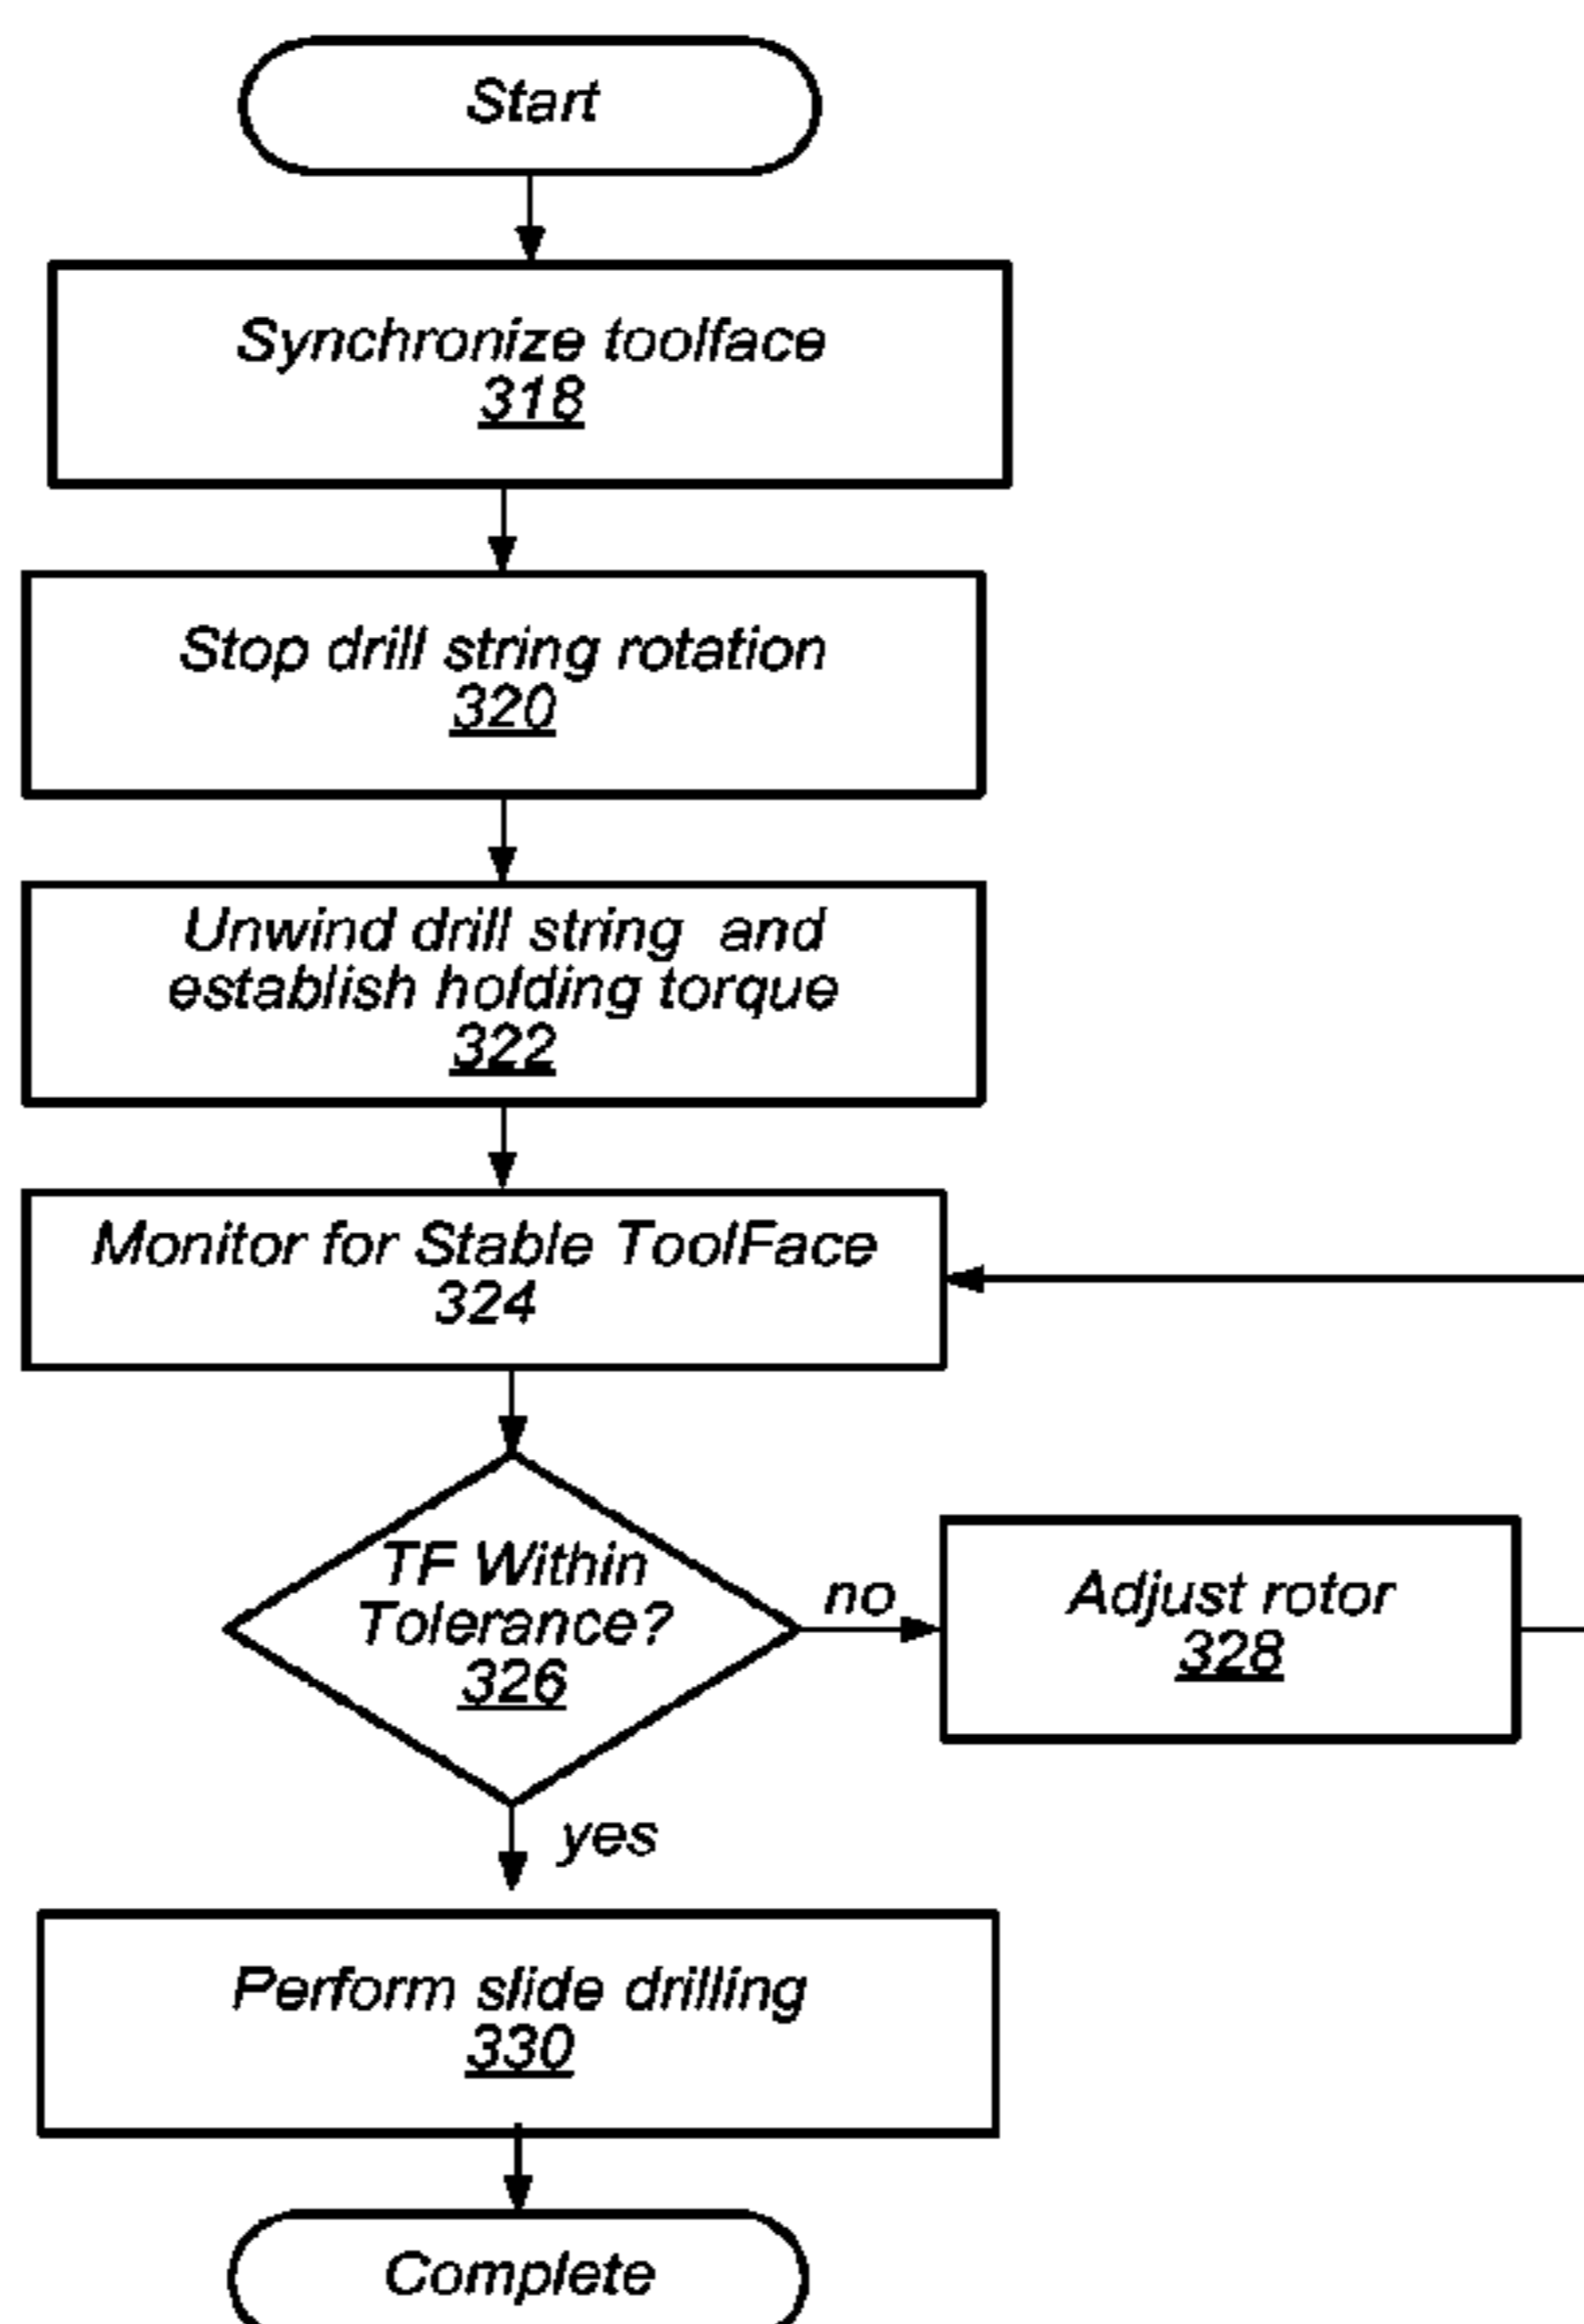 Start
Synchronize toolface
318
Stop drill string rotation
320
Unwind drill string and
establish holding torque
322
Monitor for Stable ToolFace
324
TF Within
Tolerance?
326
no
Adjust rotor
328
yes
Perform slide drilling
330
Complete